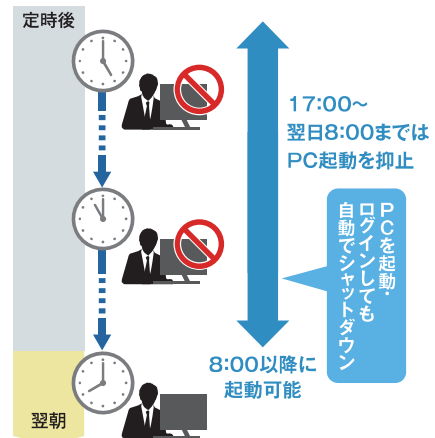 定時後
17:00～
翌日8:00までは
PC起動を抑止
PCを起動・
ログインしても
自動でシャットダウン
8:00以降に
起動可能
翌朝